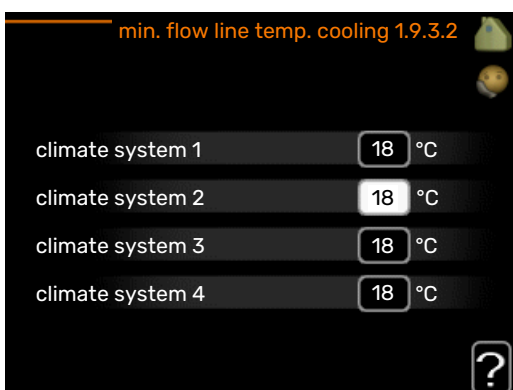 min. flow line temp. cooling 1.9.3.2
climate system 1 18 °C
climate system 2 18 °C
climate system 3 18 °C
climate system 4 18 °C
?